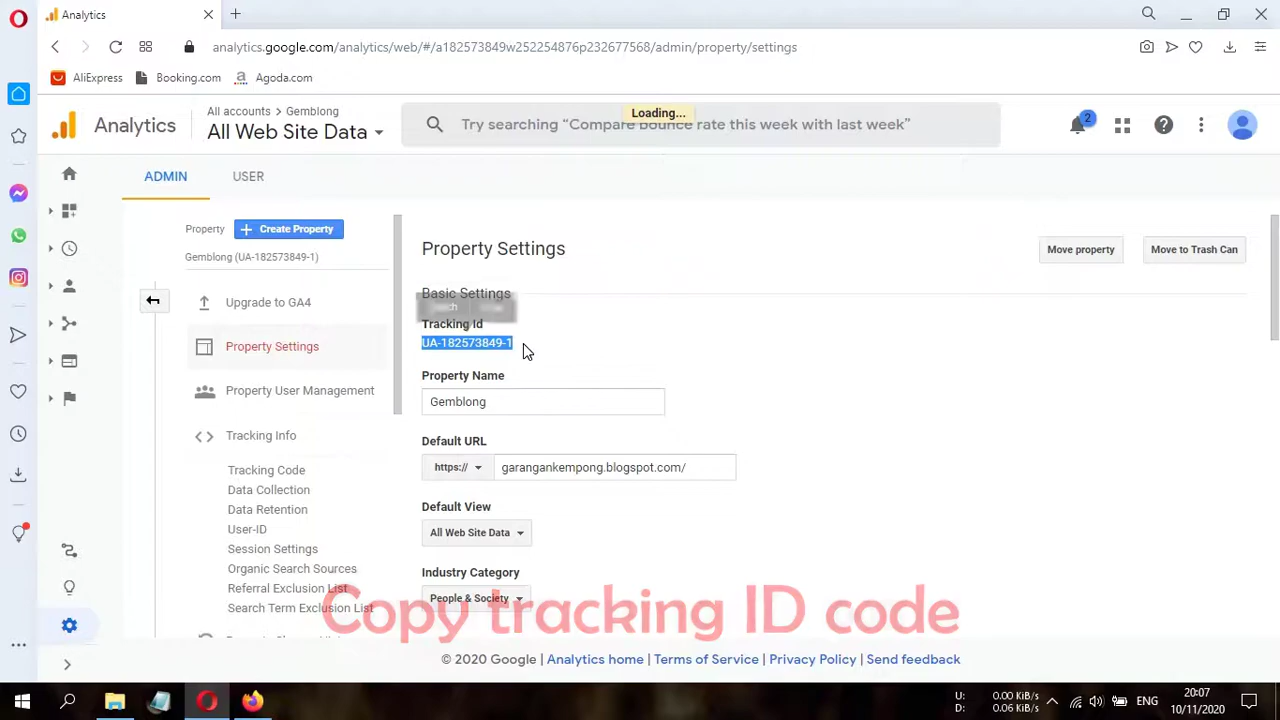 Analytics
analytics.google.com/analytics/web/#/a182573849w252254876p232677568/admin/property/settings
AliExpress
Booking.com
Agoda.com
Analytics
All accounts > Gemblong
All Web Site Data
Try searching “Compare bounce rate this week with last week”
Loading...
2
ADMIN
USER
Property
Create Property
Gemblong (UA-182573849-1)
Upgrade to GA4
Property Settings
Property User Management
Tracking Info
Tracking Code
Data Collection
Data Retention
User-ID
Session Settings
Organic Search Sources
Referral Exclusion List
Search Term Exclusion List
Property Settings
Move property
Move to Trash Can
Basic Settings
Tracking Id
UA-182573849-1
Property Name
Gemblong
Default URL
https://
garangankempong.blogspot.com/
Default View
All Web Site Data
Industry Category
People & Society
Copy tracking ID code
© 2020 Google | Analytics home | Terms of Service | Privacy Policy | Send feedback
U: 0.00 KiB/s
D: 0.06 KiB/s
ENG
20:07
10/11/2020